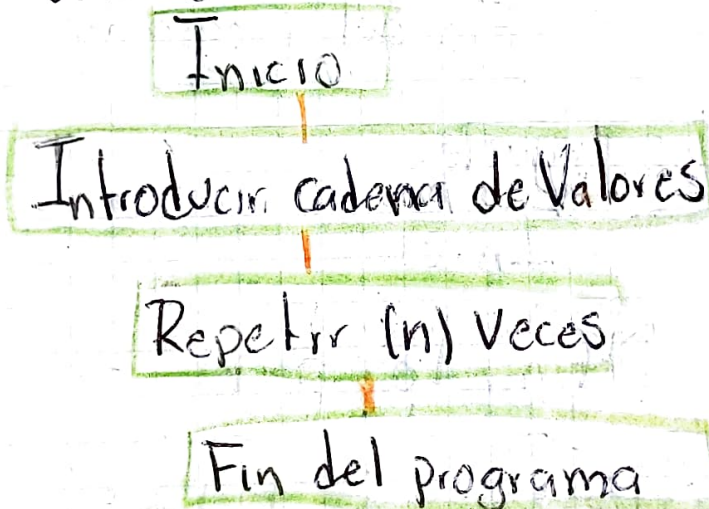 Inicio
Introducir cadena de Valores
Repetir (n) Veces
Fin del programa